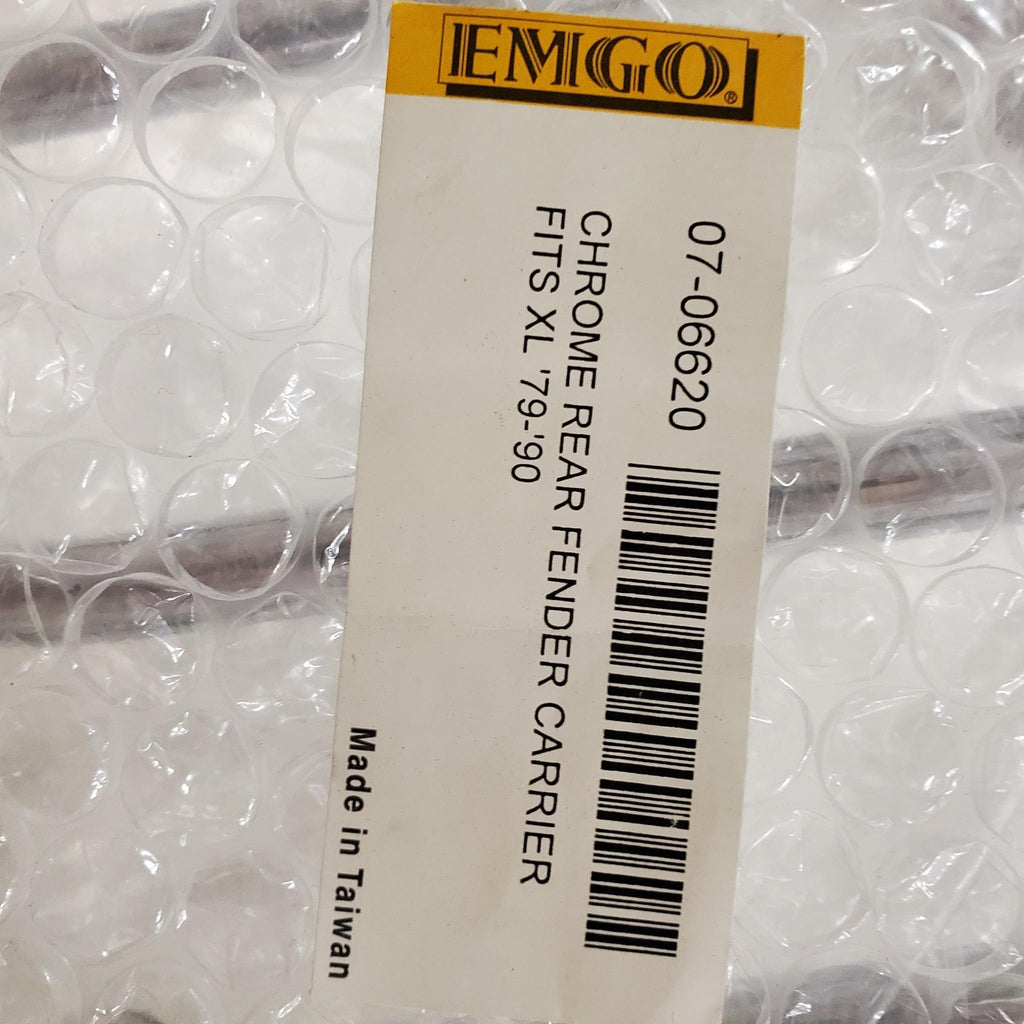 EMGO®
07-06620
CHROME REAR FENDER CARRIER
FITS XL '79-'90
Made in Taiwan